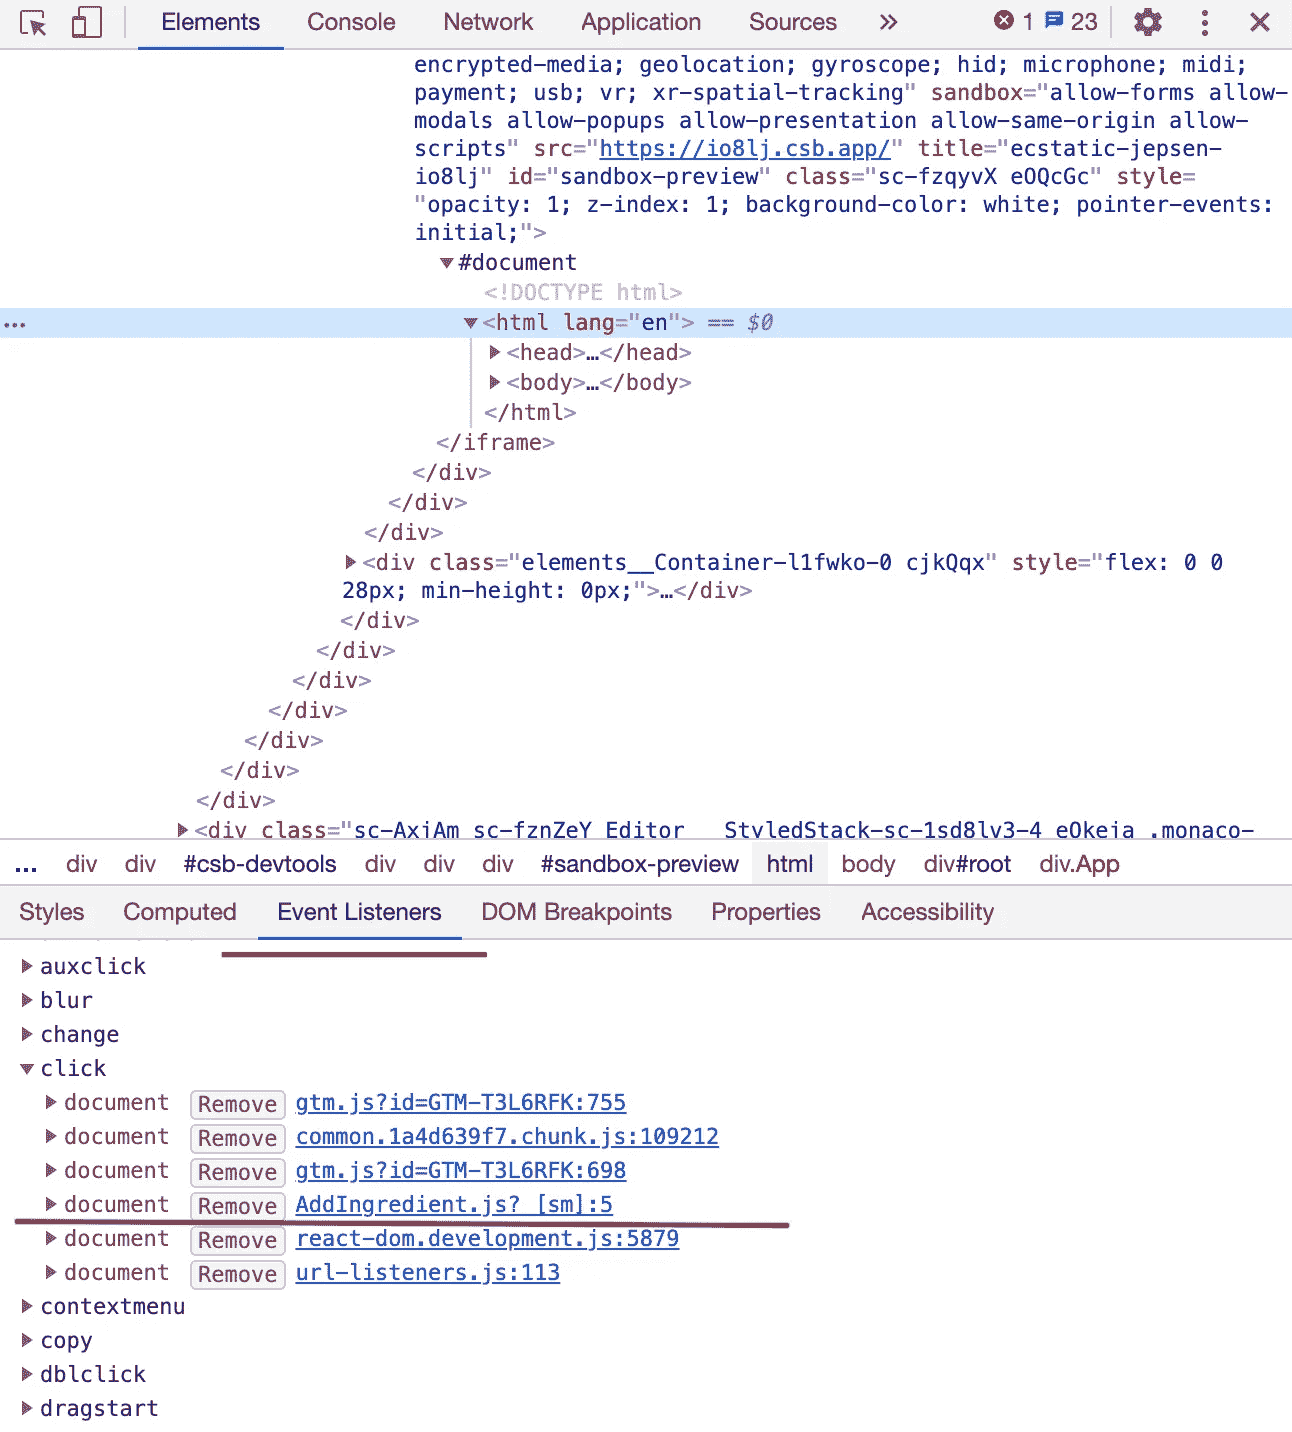 Elements Console Network Application Sources » 1 23
encrypted-media; geolocation; gyroscope; hid; microphone; midi;
payment; usb; vr; xr-spatial-tracking" sandbox="allow-forms allow-
modals allow-popups allow-presentation allow-same-origin allow-
scripts" src="https://io8lj.csb.app/" title="ecstatic-jepsen-
io8lj" id="sandbox-preview" class="sc-fzqyvX eOQcGc" style=
"opacity: 1; z-index: 1; background-color: white; pointer-events:
initial;">
#document
<!DOCTYPE html>
... <html lang="en"> == $0
<head>…</head>
<body>…</body>
</html>
</iframe>
</div>
</div>
</div>
<div class="elements__Container-l1fwko-0 cjkQqx" style="flex: 0 0
28px; min-height: 0px;">…</div>
</div>
</div>
</div>
</div>
</div>
</div>
</div>
<div class="sc-AxiAm sc-fznZeY Editor__StyledStack-sc-1sd8lv3-4 eOkeia .monaco-
... div div #csb-devtools div div div #sandbox-preview html body div#root div.App
Styles Computed Event Listeners DOM Breakpoints Properties Accessibility
auxclick
blur
change
click
document Remove gtm.js?id=GTM-T3L6RFK:755
document Remove common.1a4d639f7.chunk.js:109212
document Remove gtm.js?id=GTM-T3L6RFK:698
document Remove AddIngredient.js? [sm]:5
document Remove react-dom.development.js:5879
document Remove url-listeners.js:113
contextmenu
copy
dblclick
dragstart